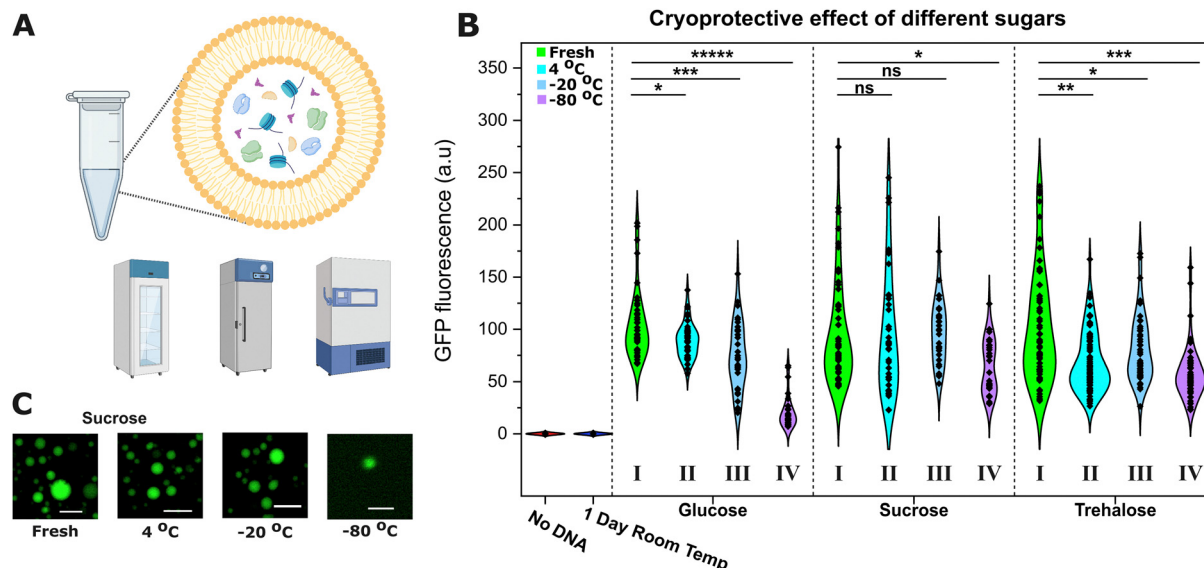 A
B
Cryoprotective effect of different sugars
Fresh
4 °C
-20 °C
-80 °C
*****
***
*
*
ns
ns
***
*
**
GFP fluorescence (a.u)
350
300
250
200
150
100
50
0
I II III IV I II III IV I II III IV
No DNA
1 Day Room Temp
Glucose
Sucrose
Trehalose
C
Sucrose
Fresh
4 °C
-20 °C
-80 °C